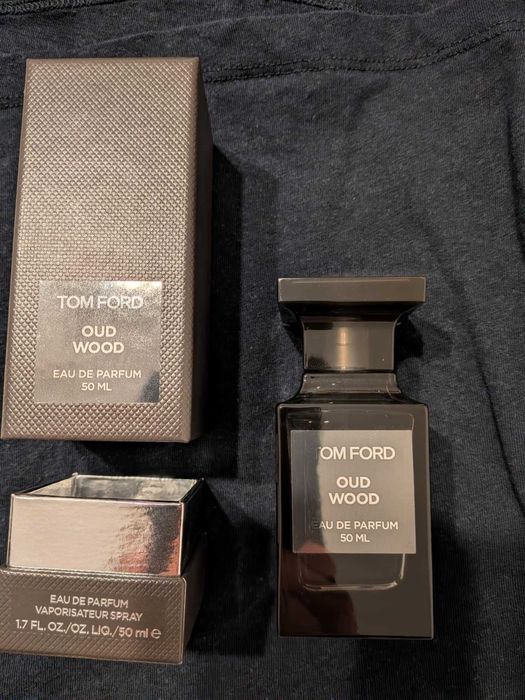 TOM FORD
OUD
WOOD
EAU DE PARFUM
50 ML
TOM FORD
OUD
WOOD
EAU DE PARFUM
50 ML
EAU DE PARFUM
VAPORISATEUR SPRAY
1.7 FL. OZ./OZ. LIQ./50 ml ℮